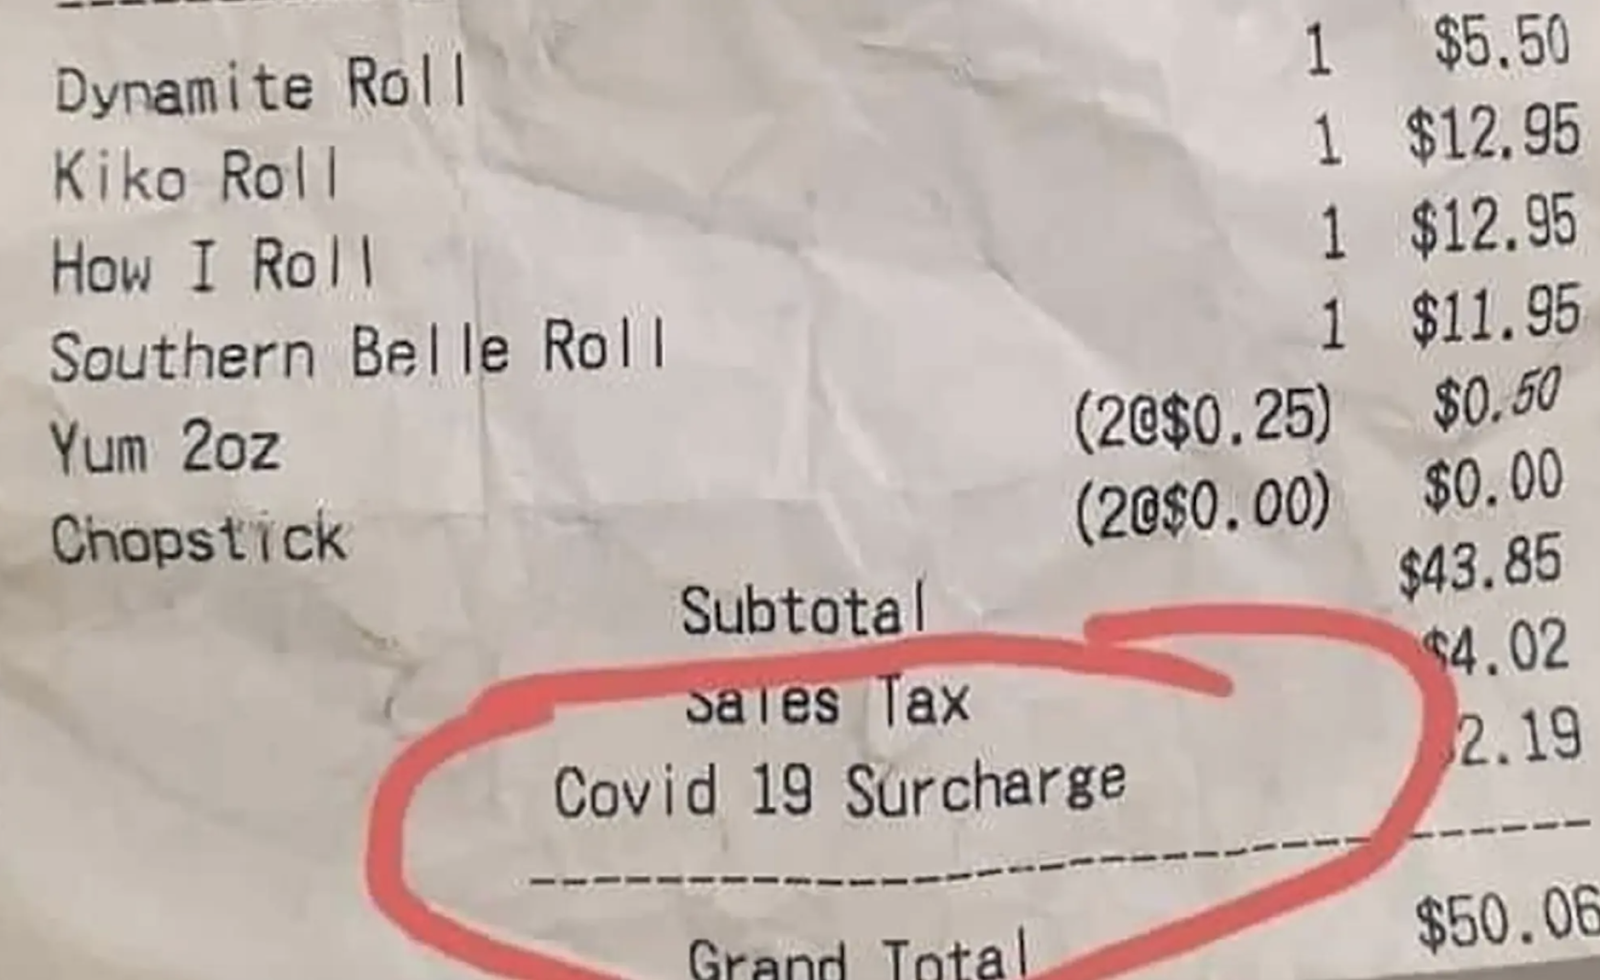 Dynamite Roll 1 $5.50
Kiko Roll 1 $12.95
How I Roll 1 $12.95
Southern Belle Roll 1 $11.95
Yum 2oz (2@$0.25) $0.50
Chopstick (2@$0.00) $0.00
Subtotal $43.85
Sales Tax $4.02
Covid 19 Surcharge 2.19
Grand Total $50.06